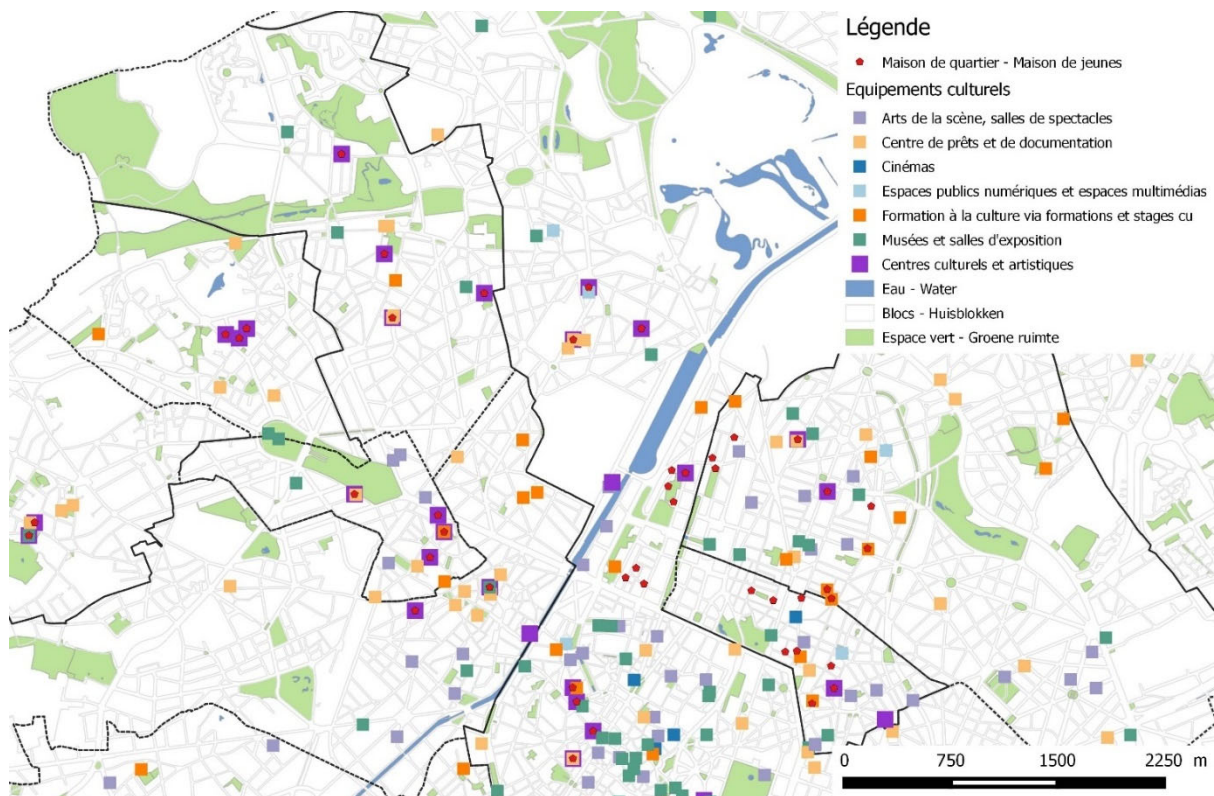 Légende
Maison de quartier - Maison de jeunes
Equipements culturels
Arts de la scène, salles de spectacles
Centre de prêts et de documentation
Cinémas
Espaces publics numériques et espaces multimédias
Formation à la culture via formations et stages cu
Musées et salles d'exposition
Centres culturels et artistiques
Eau - Water
Blocs - Huisblokken
Espace vert - Groene ruimte
0 750 1500 2250 m